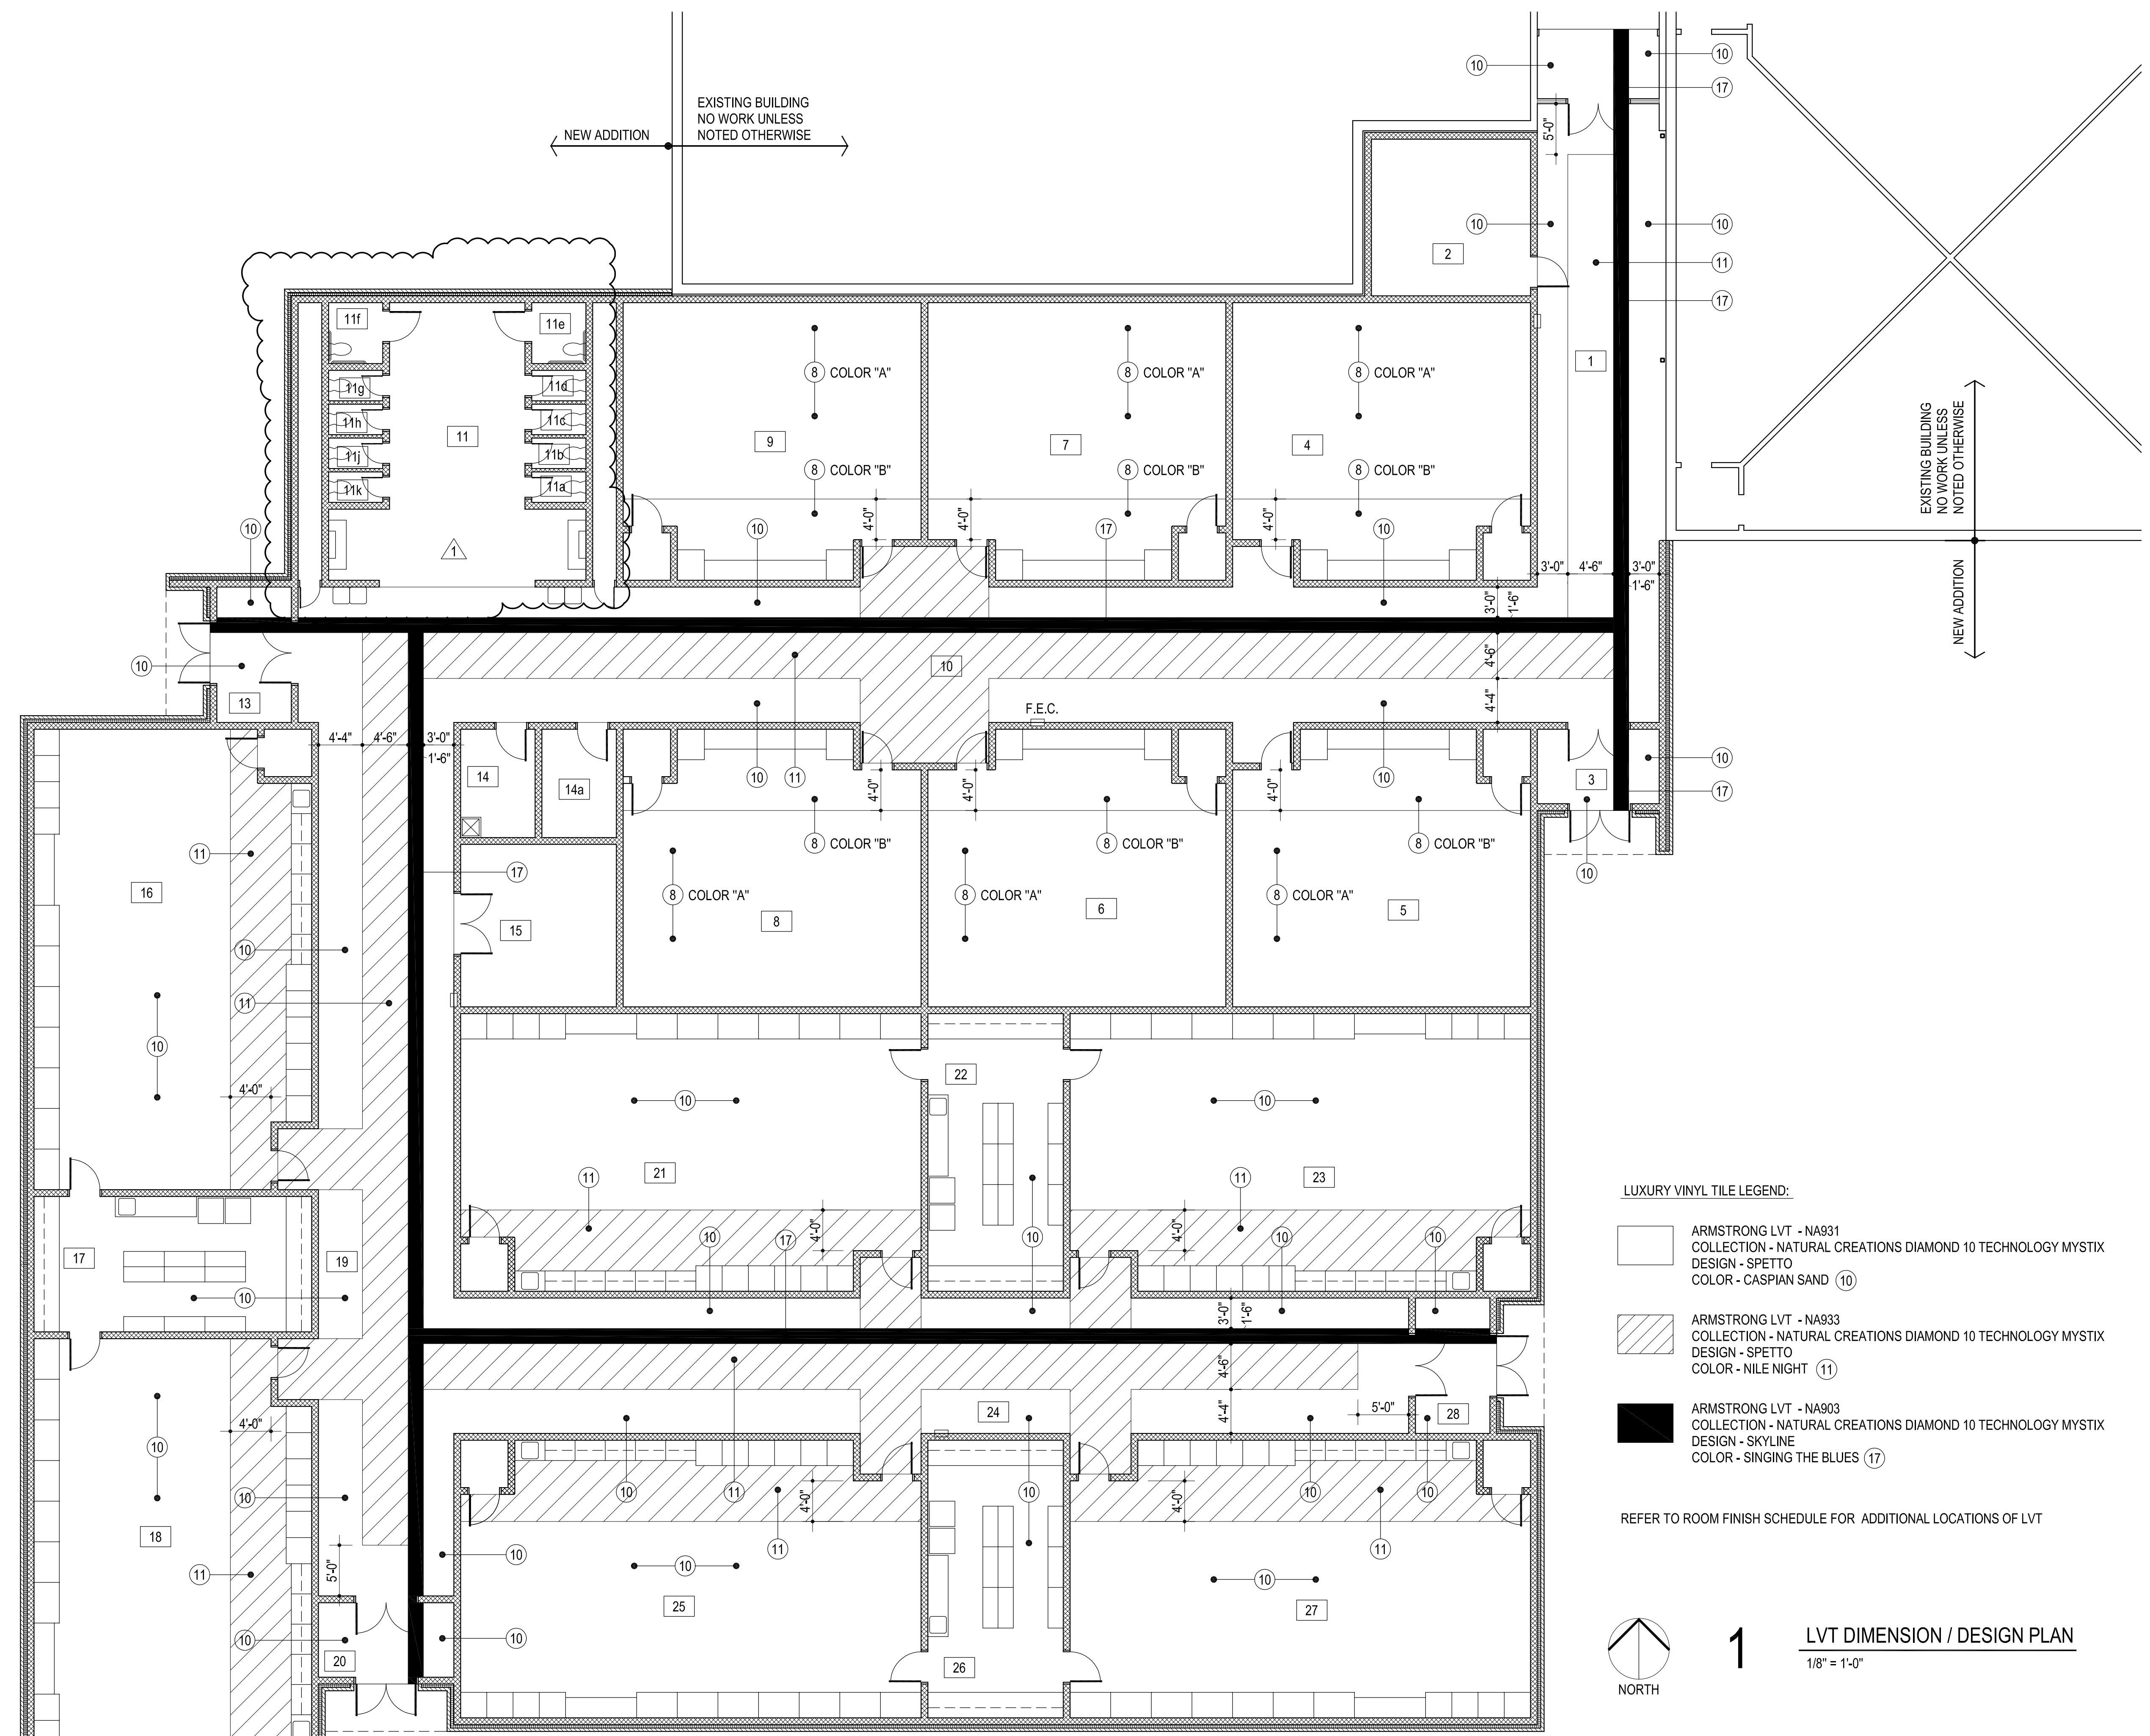 EXISTING BUILDING
NO WORK UNLESS
NOTED OTHERWISE
NEW ADDITION
10
10
17
5'-0"
10
2
10
11
17
1
11f
11e
11g
11d
11h
11c
11j
11b
11k
11a
11
1
8 COLOR "A"
8 COLOR "A"
8 COLOR "A"
9
7
4
8 COLOR "B"
8 COLOR "B"
8 COLOR "B"
4'-0"
4'-0"
4'-0"
EXISTING BUILDING
NO WORK UNLESS
NOTED OTHERWISE
NEW ADDITION
10
10
17
10
3'-0"
4'-6"
3'-0"
1'-6"
3'-0"
1'-6"
10
13
10
11
4'-6"
4'-4"
F.E.C.
4'-4"
4'-6"
3'-0"
1'-6"
10
11
10
10
3
17
10
14
14a
4'-0"
4'-0"
4'-0"
8 COLOR "B"
8 COLOR "B"
8 COLOR "B"
11
16
17
8 COLOR "A"
8 COLOR "A"
8 COLOR "A"
15
8
6
5
10
11
10
4'-0"
22
10
10
21
11
11
23
4'-0"
4'-0"
10
17
10
10
10
17
19
10
3'-0"
1'-6"
4'-6"
4'-4"
5'-0"
24
28
10
4'-0"
10
11
11
4'-0"
10
4'-0"
10
10
11
11
10
18
11
5'-0"
10
10
10
25
27
10
10
20
26
LUXURY VINYL TILE LEGEND:
ARMSTRONG LVT - NA931
COLLECTION - NATURAL CREATIONS DIAMOND 10 TECHNOLOGY MYSTIX
DESIGN - SPETTO
COLOR - CASPIAN SAND 10
ARMSTRONG LVT - NA933
COLLECTION - NATURAL CREATIONS DIAMOND 10 TECHNOLOGY MYSTIX
DESIGN - SPETTO
COLOR - NILE NIGHT 11
ARMSTRONG LVT - NA903
COLLECTION - NATURAL CREATIONS DIAMOND 10 TECHNOLOGY MYSTIX
DESIGN - SKYLINE
COLOR - SINGING THE BLUES 17
REFER TO ROOM FINISH SCHEDULE FOR ADDITIONAL LOCATIONS OF LVT
NORTH
1
LVT DIMENSION / DESIGN PLAN
1/8" = 1'-0"